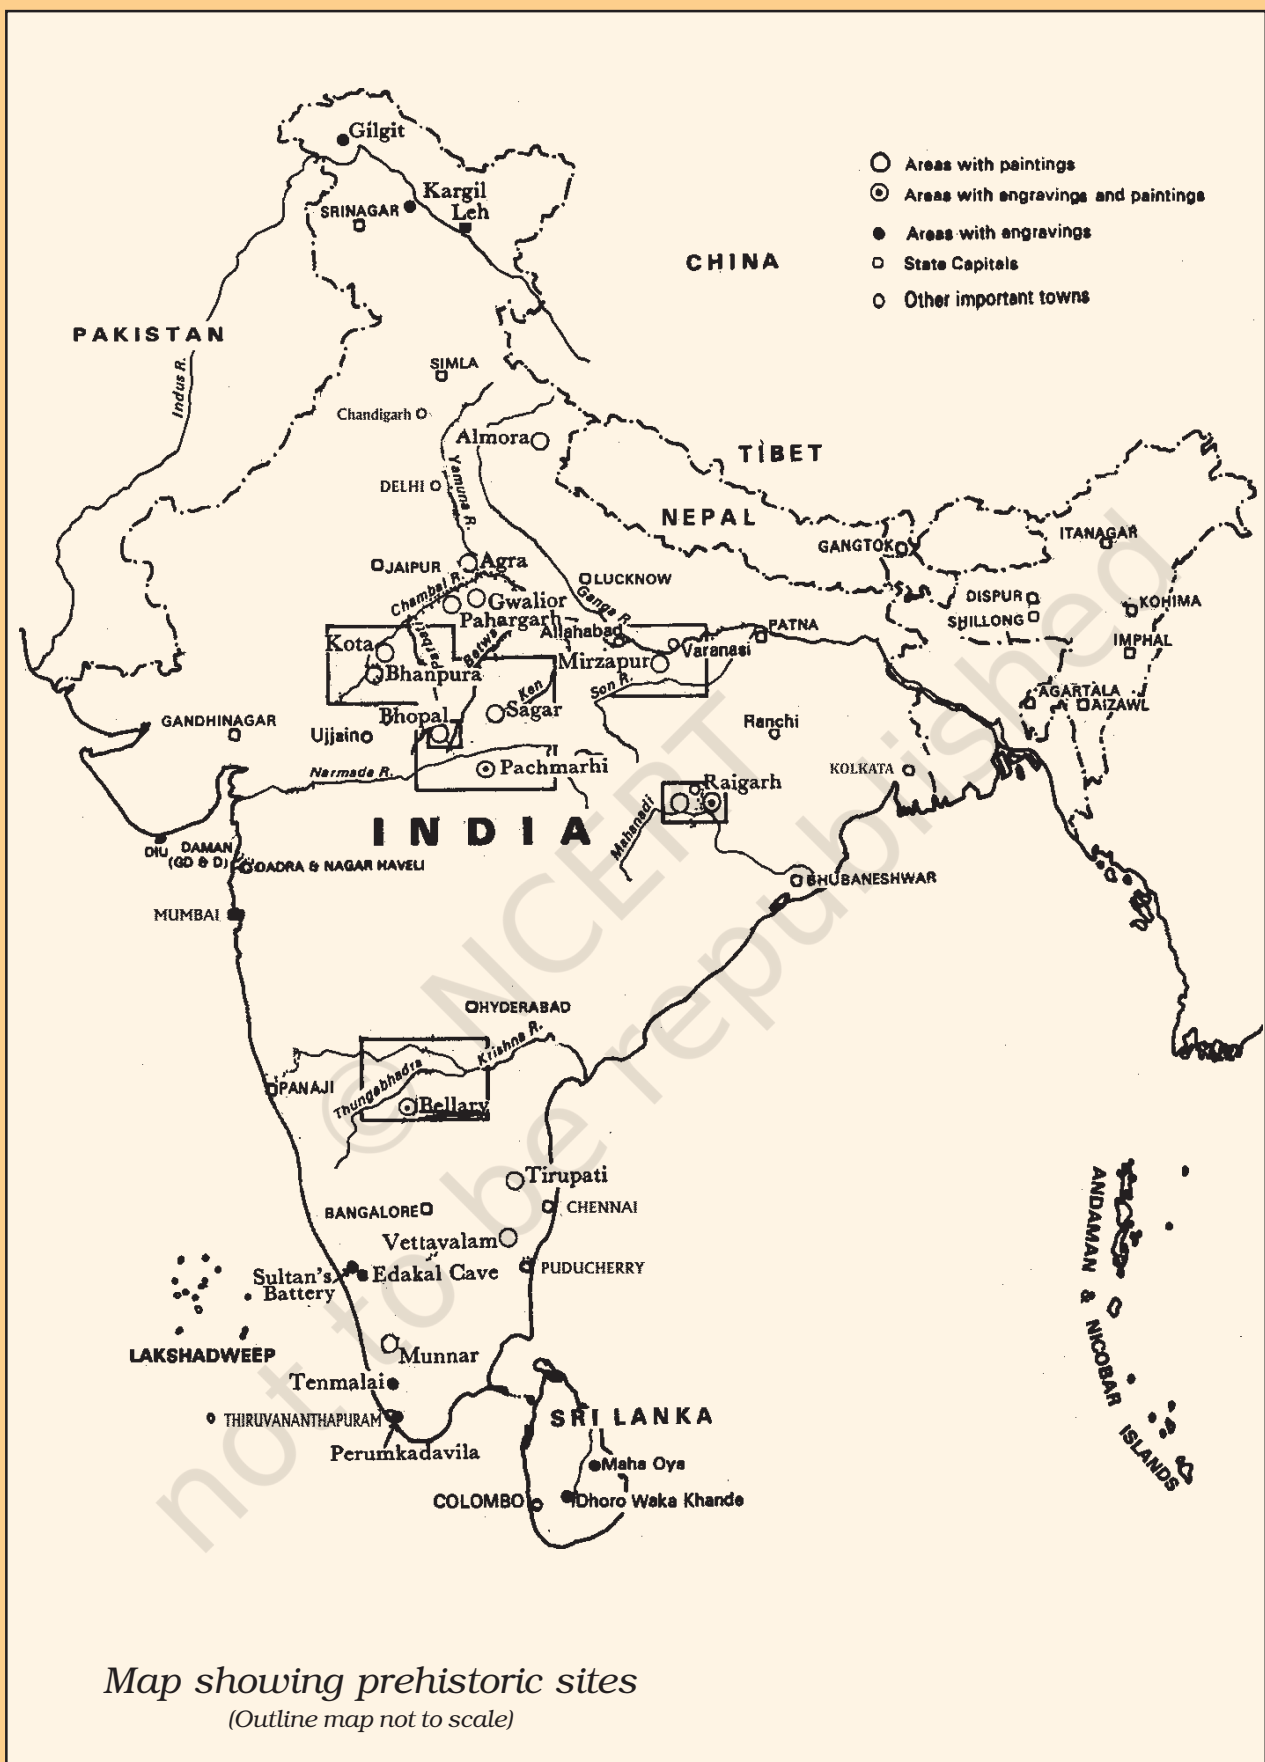 Gilgit
Kargil
Leh
SRINAGAR
Areas with paintings
Areas with engravings and paintings
Areas with engravings
State Capitals
Other important towns
CHINA
PAKISTAN
Indus R.
SIMLA
Chandigarh
Almora
TIBET
DELHI
Yamuna R.
NEPAL
GANGTOK
ITANAGAR
JAIPUR
Agra
LUCKNOW
Chambal R.
Ganga R.
Gwalior
Pahargarh
DISPUR
KOHIMA
SHILLONG
Allahabad
PATNA
Kota
Parbati
Betwa
Varanasi
IMPHAL
Mirzapur
Bhanpura
Ken
Son R.
AGARTALA
AIZAWL
Sagar
Bhopal
GANDHINAGAR
Ujjain
Ranchi
Narmada R.
Pachmarhi
KOLKATA
Raigarh
Mahanadi
INDIA
DIU
DAMAN
(GD & D)
DADRA & NAGAR HAVELI
BHUBANESHWAR
MUMBAI
HYDERABAD
Krishna R.
PANAJI
Thungabhadra
Bellary
Tirupati
BANGALORE
CHENNAI
Vettavalam
Sultan's
Battery
Edakal Cave
PUDUCHERRY
LAKSHADWEEP
Munnar
Tenmalai
THIRUVANANTHAPURAM
Perumkadavila
SRI LANKA
Maha Oya
COLOMBO
Dhoro Waka Khande
ANDAMAN & NICOBAR ISLANDS
© NCERT
not to be republished
Map showing prehistoric sites
(Outline map not to scale)